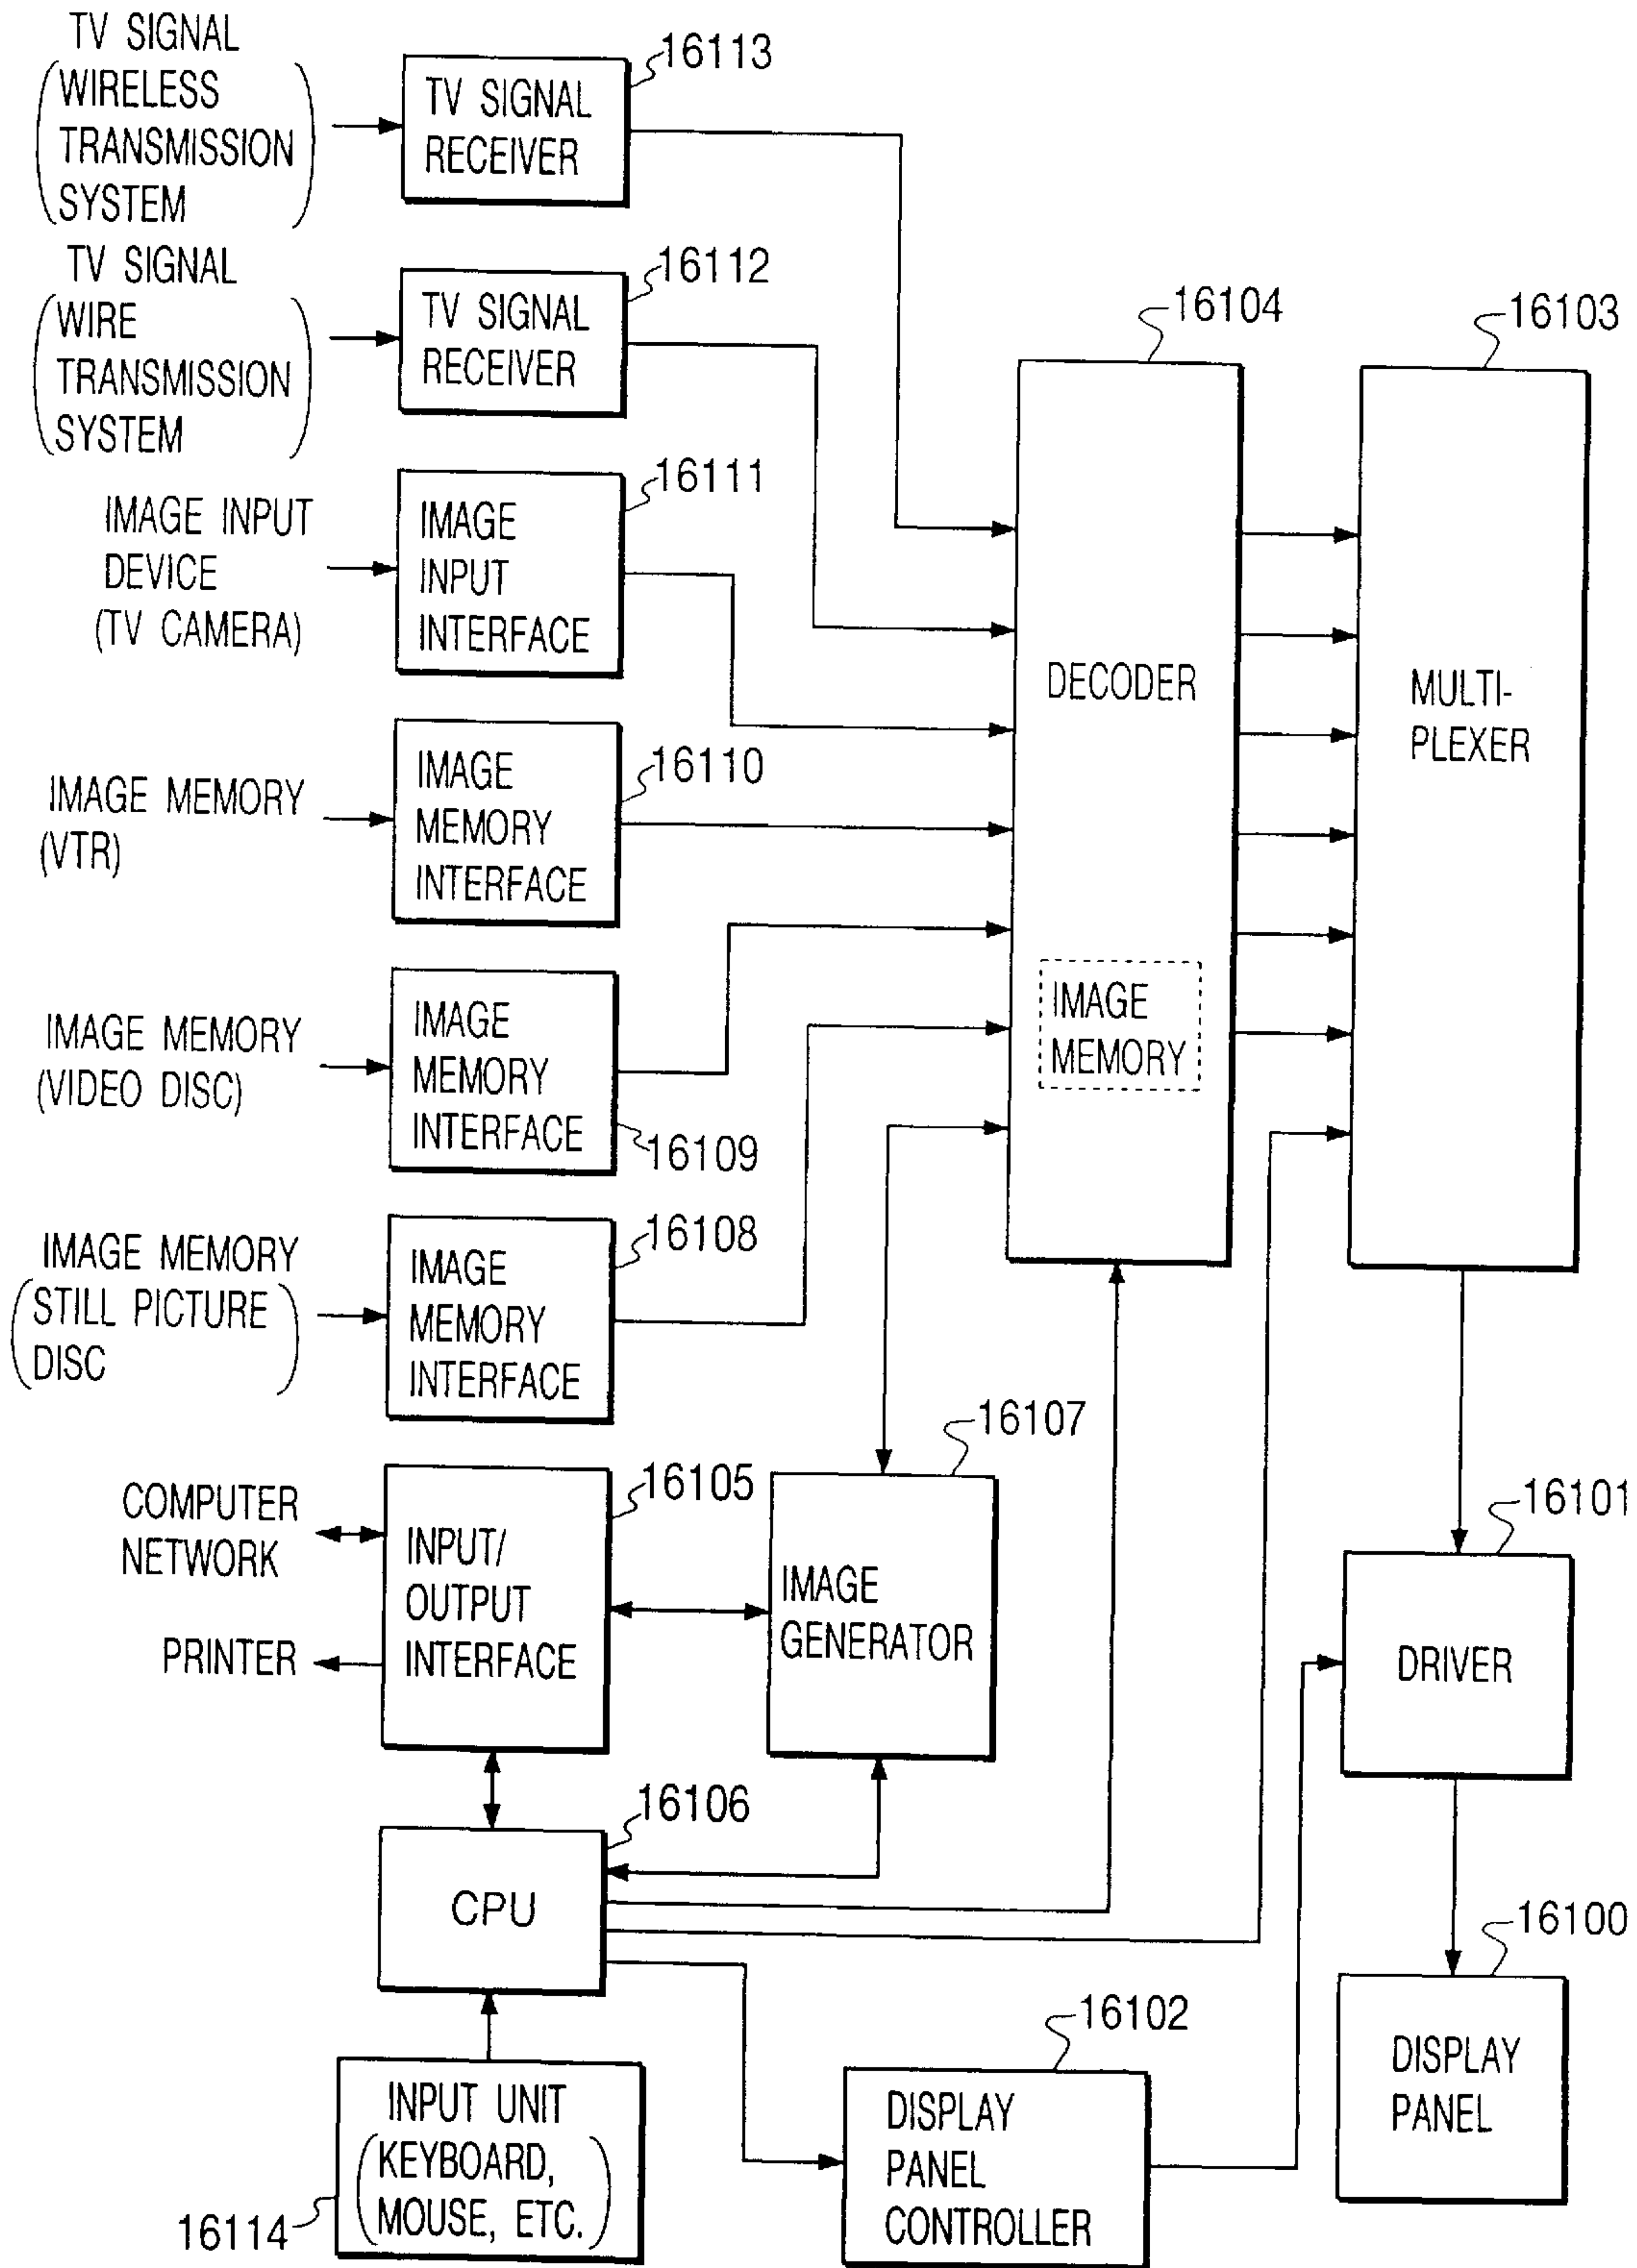 TV SIGNAL
(WIRELESS
TRANSMISSION
SYSTEM)
TV SIGNAL
RECEIVER
16113
TV SIGNAL
(WIRE
TRANSMISSION
SYSTEM)
TV SIGNAL
RECEIVER
16112
IMAGE INPUT
DEVICE
(TV CAMERA)
IMAGE
INPUT
INTERFACE
16111
IMAGE MEMORY
(VTR)
IMAGE
MEMORY
INTERFACE
16110
IMAGE MEMORY
(VIDEO DISC)
IMAGE
MEMORY
INTERFACE
16109
IMAGE MEMORY
(STILL PICTURE
DISC)
IMAGE
MEMORY
INTERFACE
16108
16104
DECODER
IMAGE
MEMORY
16103
MULTI-
PLEXER
COMPUTER
NETWORK
PRINTER
INPUT/
OUTPUT
INTERFACE
16105
IMAGE
GENERATOR
16107
16101
DRIVER
CPU
16106
16100
DISPLAY
PANEL
INPUT UNIT
(KEYBOARD,
MOUSE, ETC.)
16114
16102
DISPLAY
PANEL
CONTROLLER